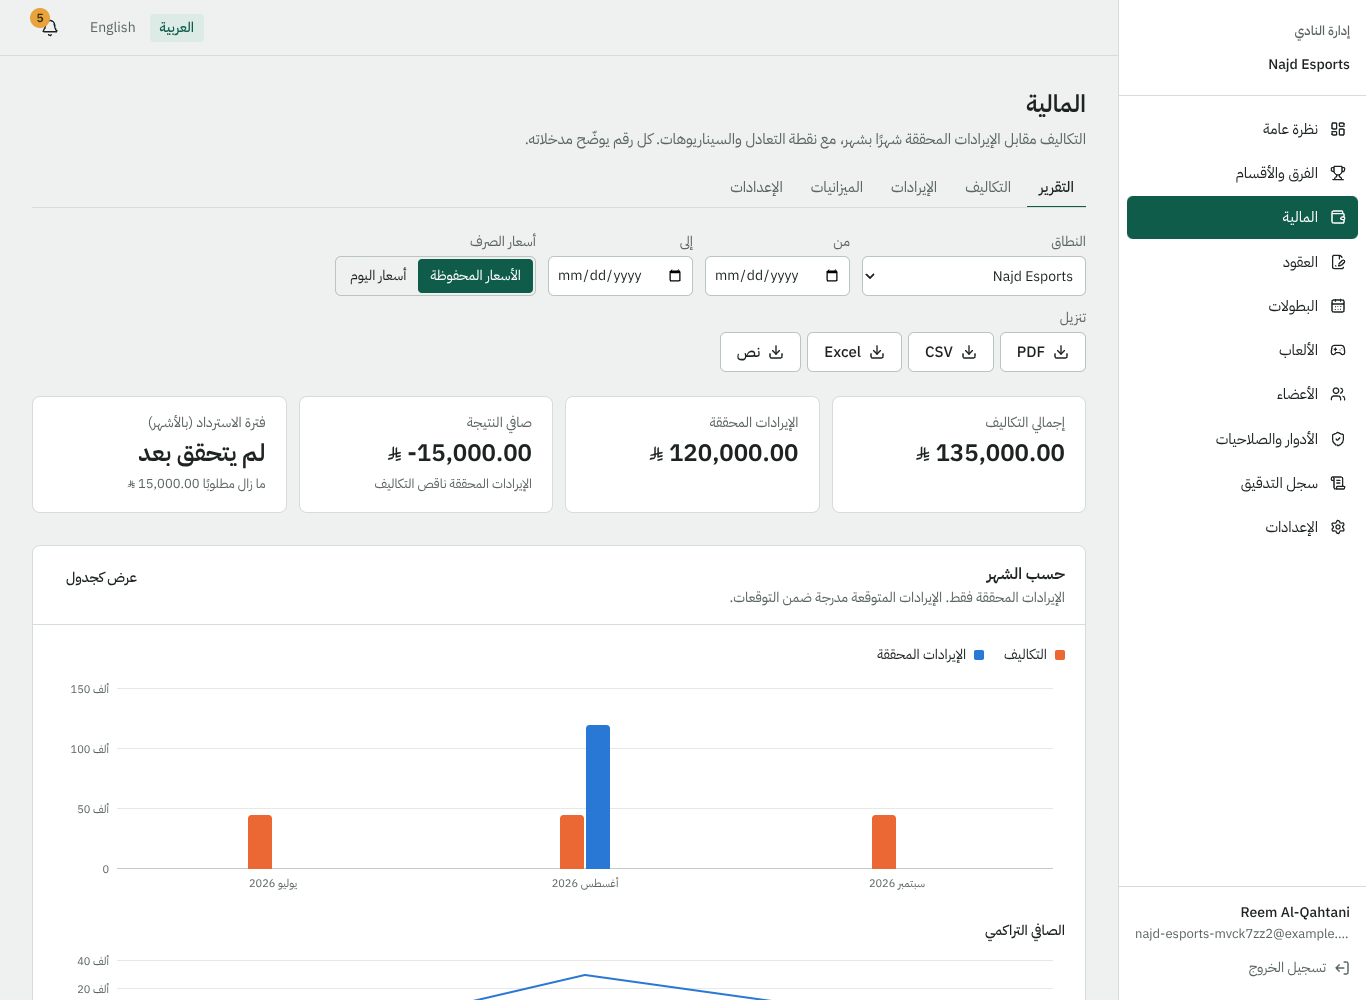 إدارة النادي
Najd Esports
نظرة عامة
الفرق والأقسام
المالية
العقود
البطولات
الألعاب
الأعضاء
الأدوار والصلاحيات
سجل التدقيق
الإعدادات
Reem Al-Qahtani
najd-esports-mvck7zz2@example....
تسجيل الخروج
العربية
English
5
المالية
التكاليف مقابل الإيرادات المحققة شهرًا بشهر، مع نقطة التعادل والسيناريوهات. كل رقم يوضّح مدخلاته.
التقرير
التكاليف
الإيرادات
الميزانيات
الإعدادات
النطاق
Najd Esports
من
mm/dd/yyyy
إلى
mm/dd/yyyy
أسعار الصرف
الأسعار المحفوظة
أسعار اليوم
تنزيل
PDF
CSV
Excel
نص
إجمالي التكاليف
135,000.00 ⃁
الإيرادات المحققة
120,000.00 ⃁
صافي النتيجة
-15,000.00 ⃁
الإيرادات المحققة ناقص التكاليف
فترة الاسترداد (بالأشهر)
لم يتحقق بعد
ما زال مطلوبًا 15,000.00 ⃁
حسب الشهر
الإيرادات المحققة فقط. الإيرادات المتوقعة مدرجة ضمن التوقعات.
عرض كجدول
التكاليف
الإيرادات المحققة
150 ألف
100 ألف
50 ألف
0
يوليو 2026
أغسطس 2026
سبتمبر 2026
الصافي التراكمي
40 ألف
20 ألف